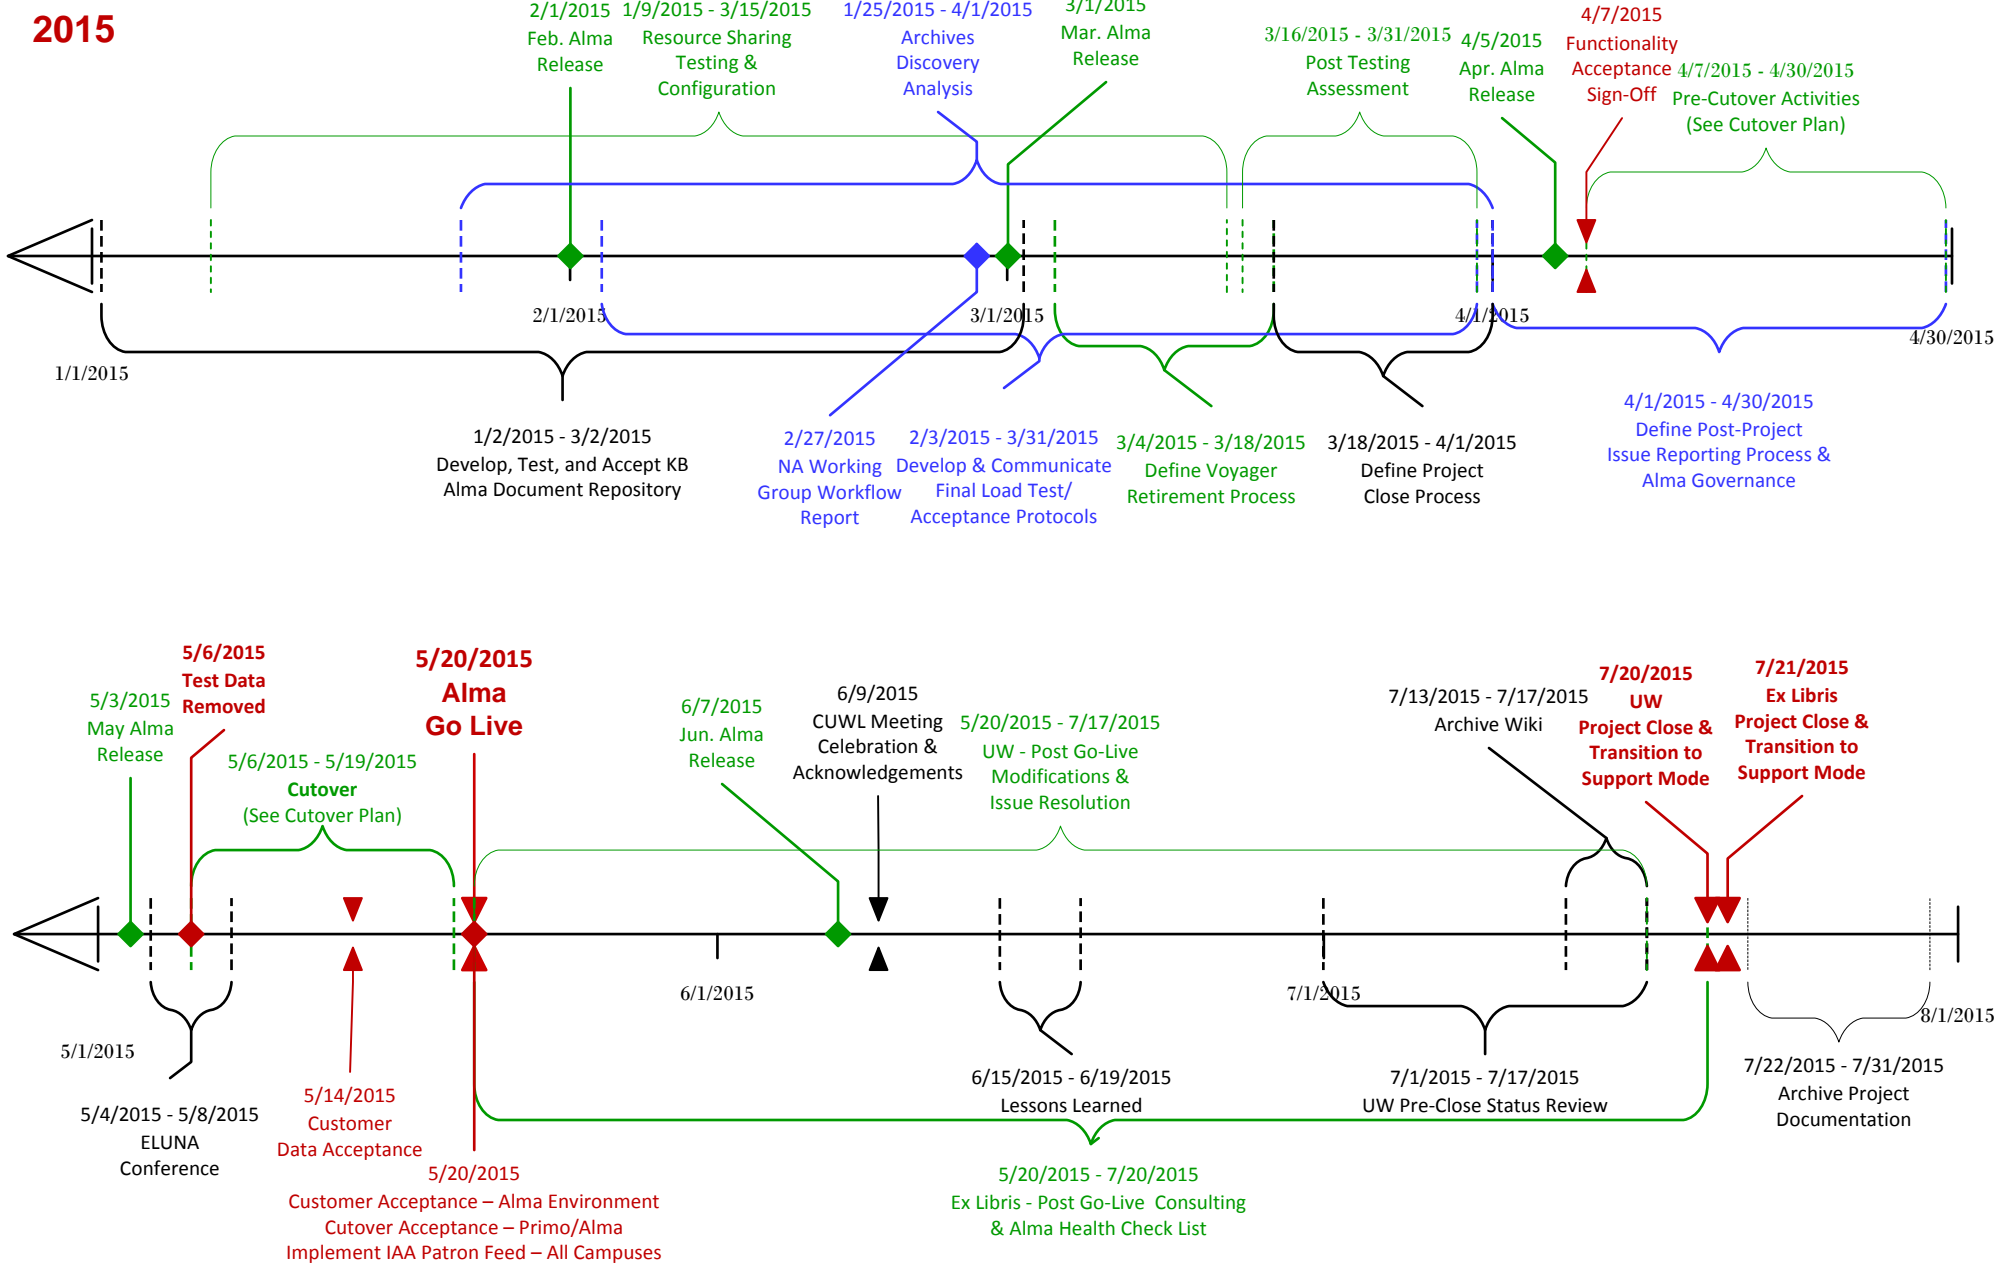 2015
2/1/2015
Feb. Alma
Release
1/9/2015 - 3/15/2015
Resource Sharing
Testing &
Configuration
1/25/2015 - 4/1/2015
Archives
Discovery
Analysis
3/1/2015
Mar. Alma
Release
3/16/2015 - 3/31/2015
Post Testing
Assessment
4/5/2015
Apr. Alma
Release
4/7/2015
Functionality
Acceptance
Sign-Off
4/7/2015 - 4/30/2015
Pre-Cutover Activities
(See Cutover Plan)
1/1/2015
2/1/2015
3/1/2015
4/1/2015
4/30/2015
1/2/2015 - 3/2/2015
Develop, Test, and Accept KB
Alma Document Repository
2/27/2015
NA Working
Group Workflow
Report
2/3/2015 - 3/31/2015
Develop & Communicate
Final Load Test/
Acceptance Protocols
3/4/2015 - 3/18/2015
Define Voyager
Retirement Process
3/18/2015 - 4/1/2015
Define Project
Close Process
4/1/2015 - 4/30/2015
Define Post-Project
Issue Reporting Process &
Alma Governance
5/3/2015
May Alma
Release
5/6/2015
Test Data
Removed
5/6/2015 - 5/19/2015
Cutover
(See Cutover Plan)
5/20/2015
Alma
Go Live
6/7/2015
Jun. Alma
Release
6/9/2015
CUWL Meeting
Celebration &
Acknowledgements
5/20/2015 - 7/17/2015
UW - Post Go-Live
Modifications &
Issue Resolution
7/13/2015 - 7/17/2015
Archive Wiki
7/20/2015
UW
Project Close &
Transition to
Support Mode
7/21/2015
Ex Libris
Project Close &
Transition to
Support Mode
5/1/2015
6/1/2015
7/1/2015
8/1/2015
5/4/2015 - 5/8/2015
ELUNA
Conference
5/14/2015
Customer
Data Acceptance
5/20/2015
Customer Acceptance – Alma Environment
Cutover Acceptance – Primo/Alma
Implement IAA Patron Feed – All Campuses
6/15/2015 - 6/19/2015
Lessons Learned
5/20/2015 - 7/20/2015
Ex Libris - Post Go-Live  Consulting
& Alma Health Check List
7/1/2015 - 7/17/2015
UW Pre-Close Status Review
7/22/2015 - 7/31/2015
Archive Project
Documentation